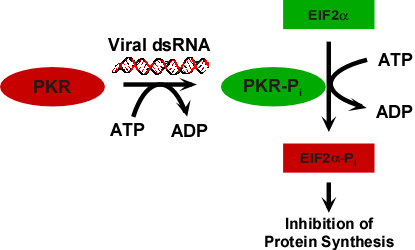 EIF2α
Viral dsRNA
PKR
PKR-Pi
ATP
ADP
ATP
ADP
EIF2α-Pi
Inhibition of
Protein Synthesis